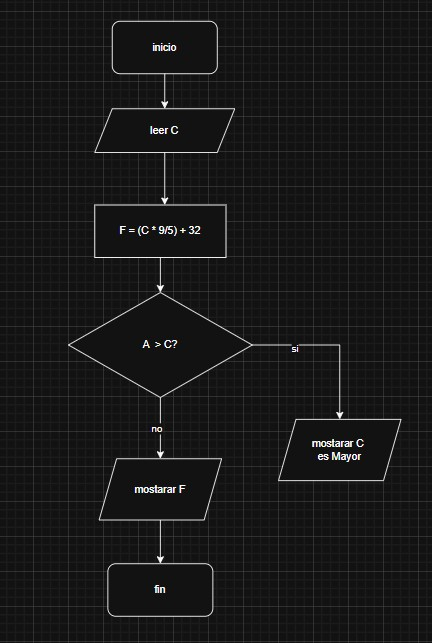 inicio
leer C
F = (C * 9/5) + 32
A > C?
si
mostarar C
es Mayor
no
mostarar F
fin